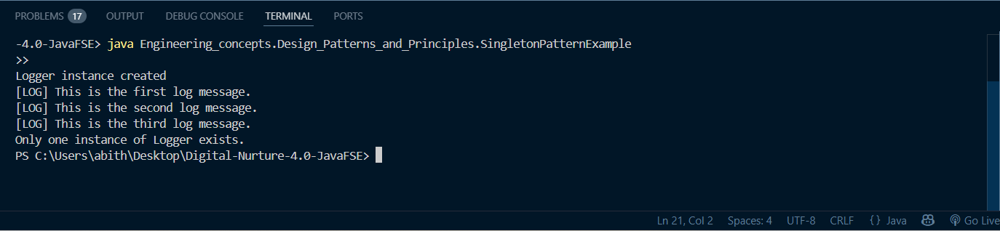 PROBLEMS 17 OUTPUT DEBUG CONSOLE TERMINAL PORTS
-4.0-JavaFSE> java Engineering_concepts.Design_Patterns_and_Principles.SingletonPatternExample
>>
Logger instance created
[LOG] This is the first log message.
[LOG] This is the second log message.
[LOG] This is the third log message.
Only one instance of Logger exists.
PS C:\Users\abith\Desktop\Digital-Nurture-4.0-JavaFSE>
Ln 21, Col 2 Spaces: 4 UTF-8 CRLF {} Java Go Live